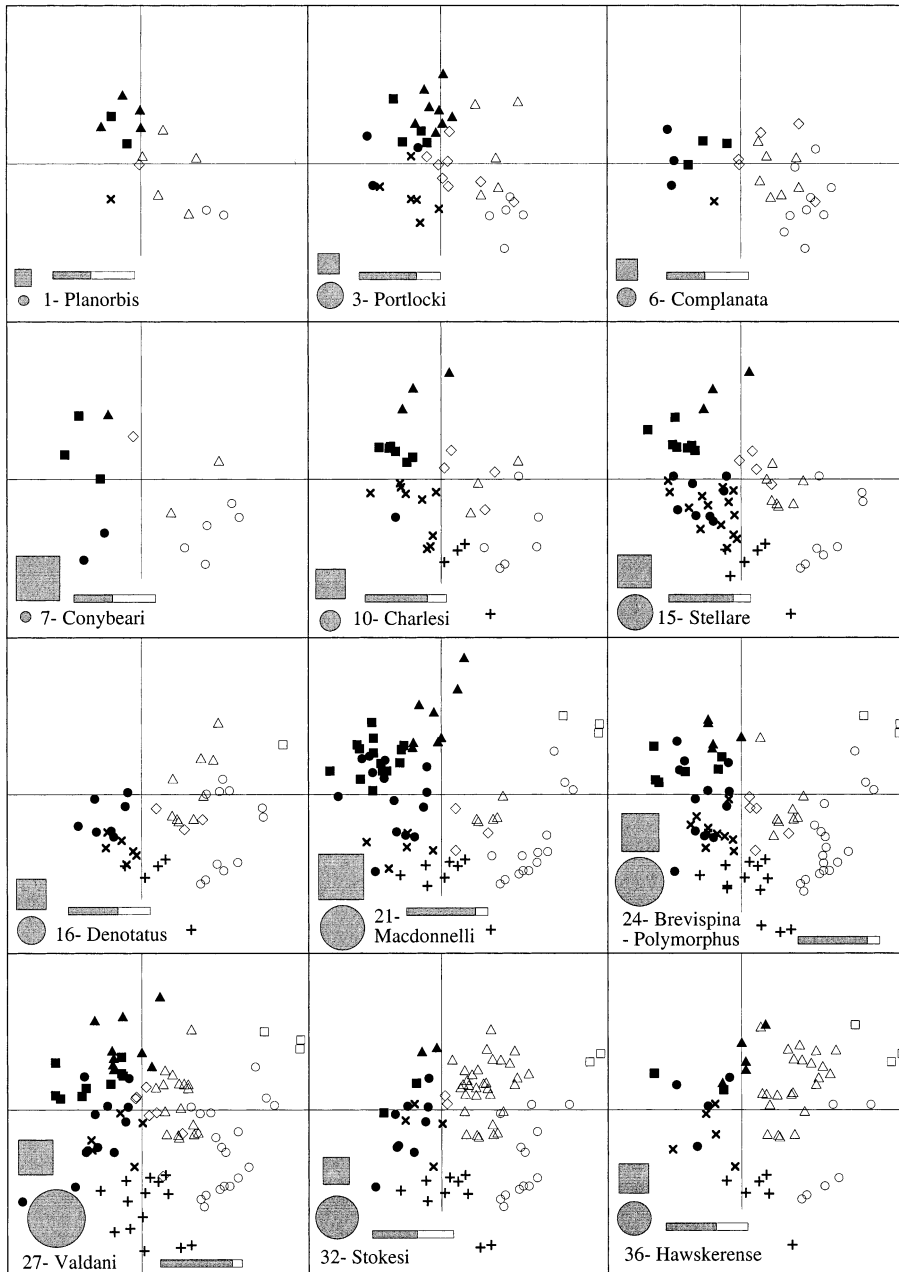 1- Planorbis
3- Portlocki
6- Complanata
7- Conybeari
10- Charlesi
15- Stellare
16- Denotatus
21-
Macdonnelli
24- Brevispina
- Polymorphus
27- Valdani
32- Stokesi
36- Hawskerense